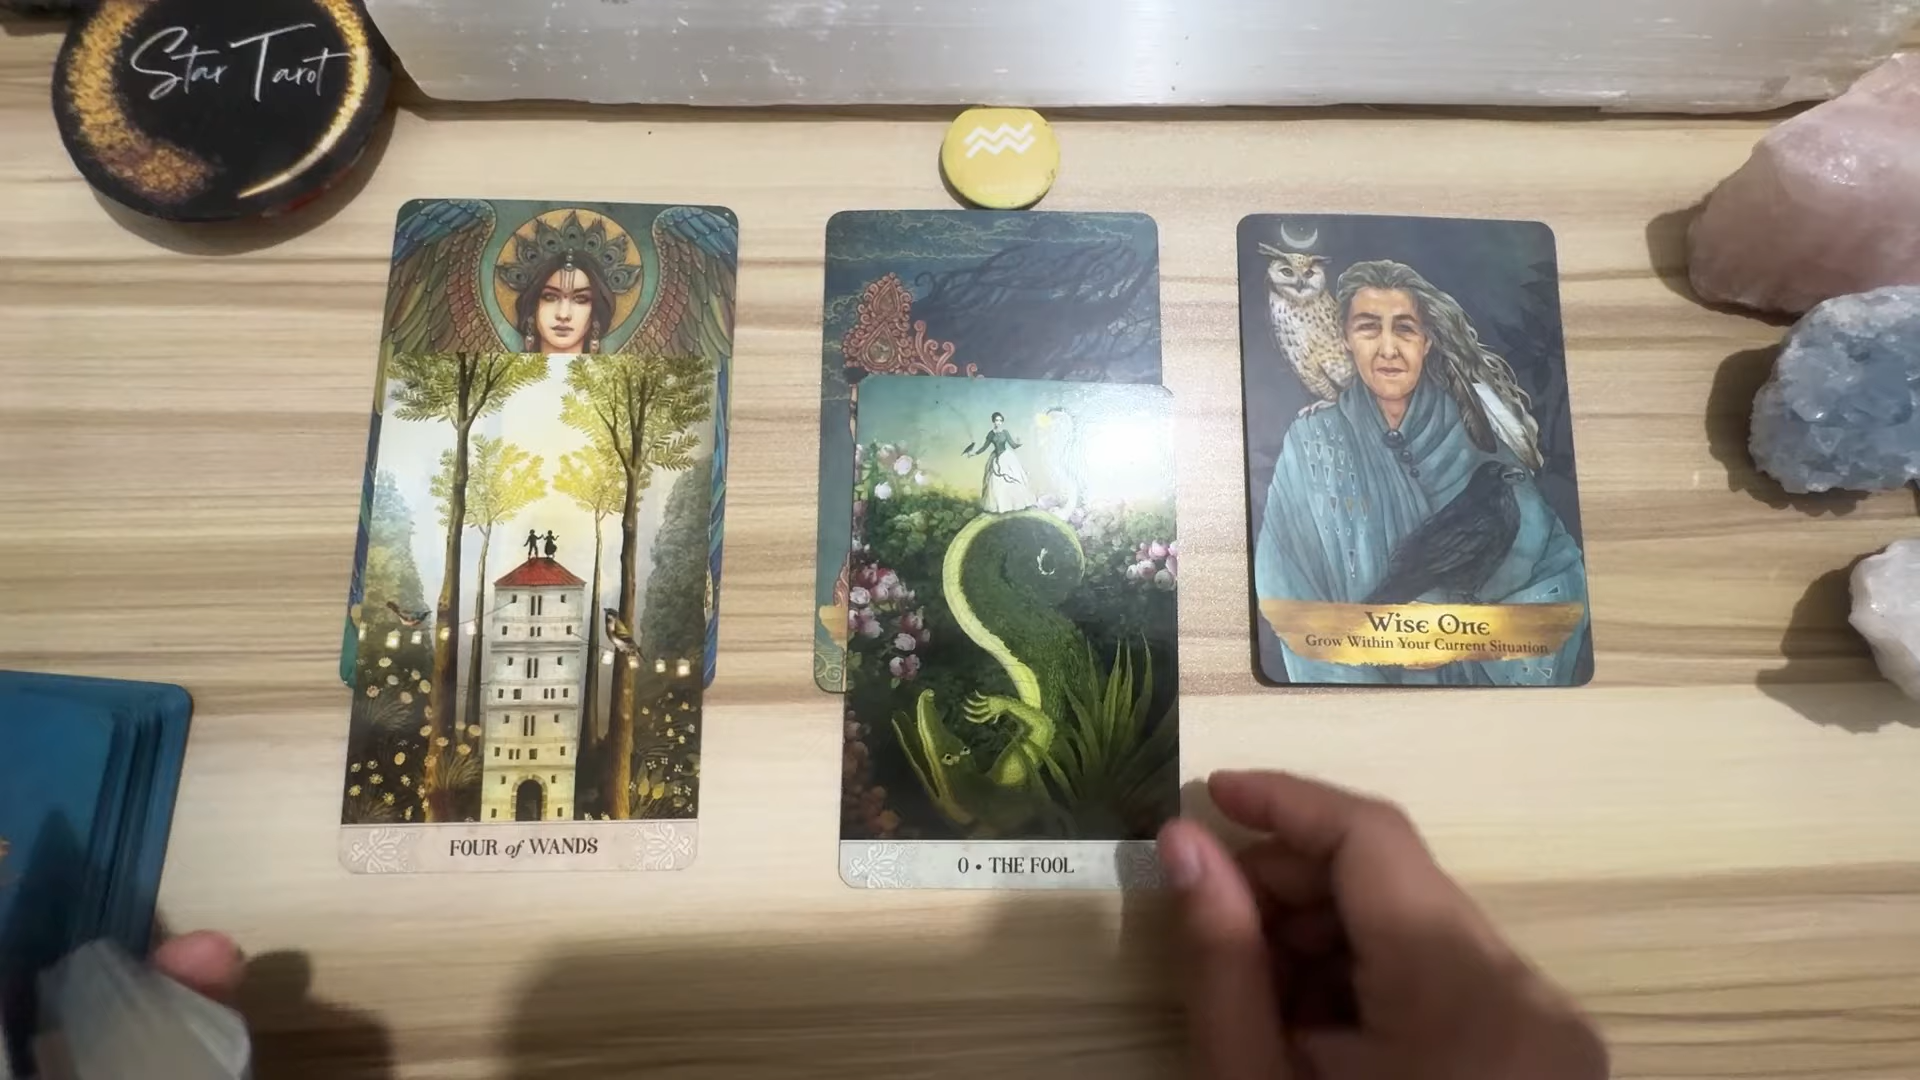 Star Tarot
Wise One
Grow Within Your Current Situation
FOUR of WANDS
0 • THE FOOL